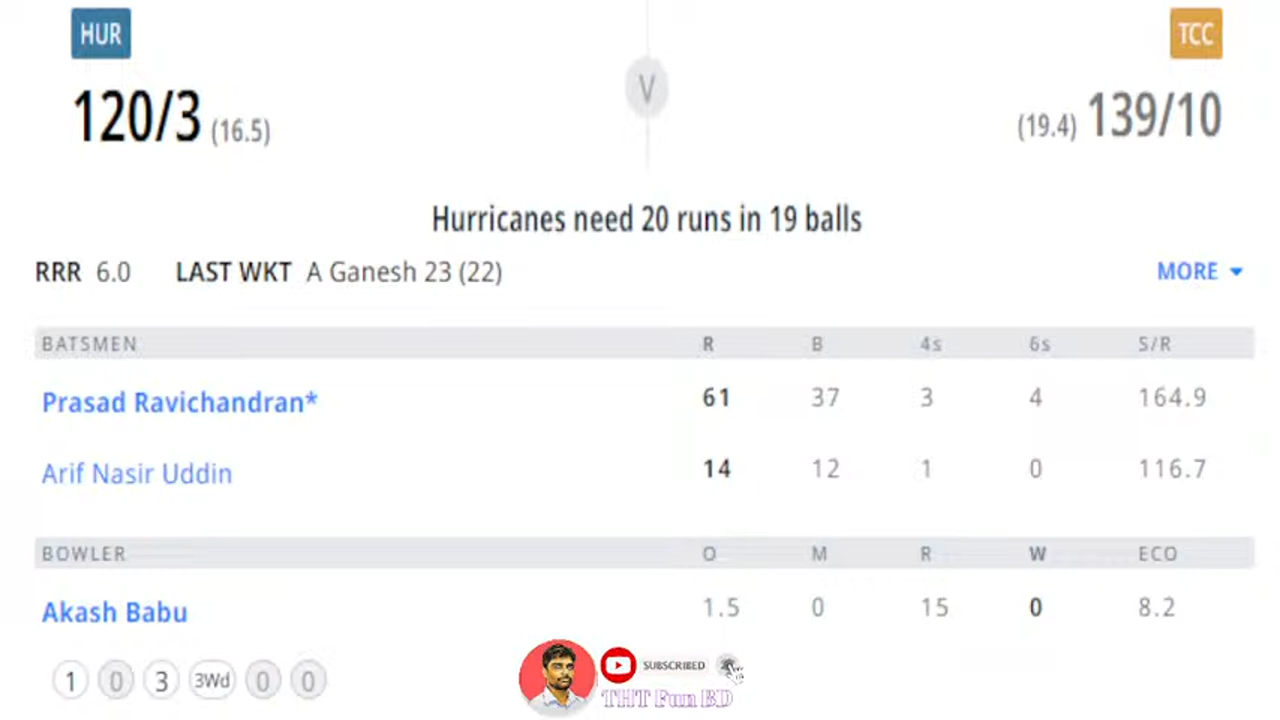 HUR V TCC
120/3 (16.5) (19.4) 139/10
Hurricanes need 20 runs in 19 balls
RRR 6.0 LAST WKT A Ganesh 23 (22) MORE
BATSMEN R B 4s 6s S/R
Prasad Ravichandran* 61 37 3 4 164.9
Arif Nasir Uddin 14 12 1 0 116.7
BOWLER O M R W ECO
Akash Babu 1.5 0 15 0 8.2
1 0 3 3Wd 0 0
SUBSCRIBED
THT Fun BD